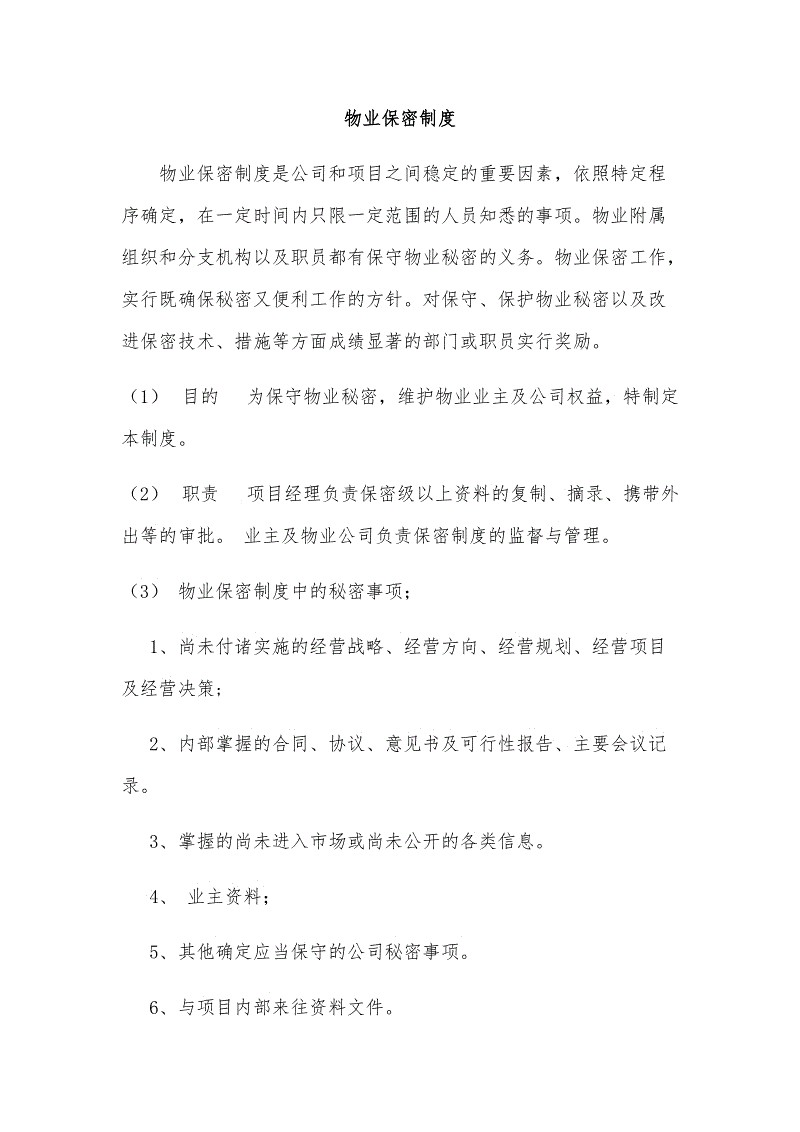 物业保密制度
物业保密制度是公司和项目之间稳定的重要因素，依照特定程
序确定，在一定时间内只限一定范围的人员知悉的事项。物业附属
组织和分支机构以及职员都有保守物业秘密的义务。物业保密工作，
实行既确保秘密又便利工作的方针。对保守、保护物业秘密以及改
进保密技术、措施等方面成绩显著的部门或职员实行奖励。
（1） 目的  为保守物业秘密，维护物业业主及公司权益，特制定
本制度。
（2） 职责  项目经理负责保密级以上资料的复制、摘录、携带外
出等的审批。 业主及物业公司负责保密制度的监督与管理。
（3） 物业保密制度中的秘密事项；
1、尚未付诸实施的经营战略、经营方向、经营规划、经营项目
及经营决策；
2、内部掌握的合同、协议、意见书及可行性报告、主要会议记
录。
3、掌握的尚未进入市场或尚未公开的各类信息。
4、 业主资料；
5、其他确定应当保守的公司秘密事项。
6、与项目内部来往资料文件。